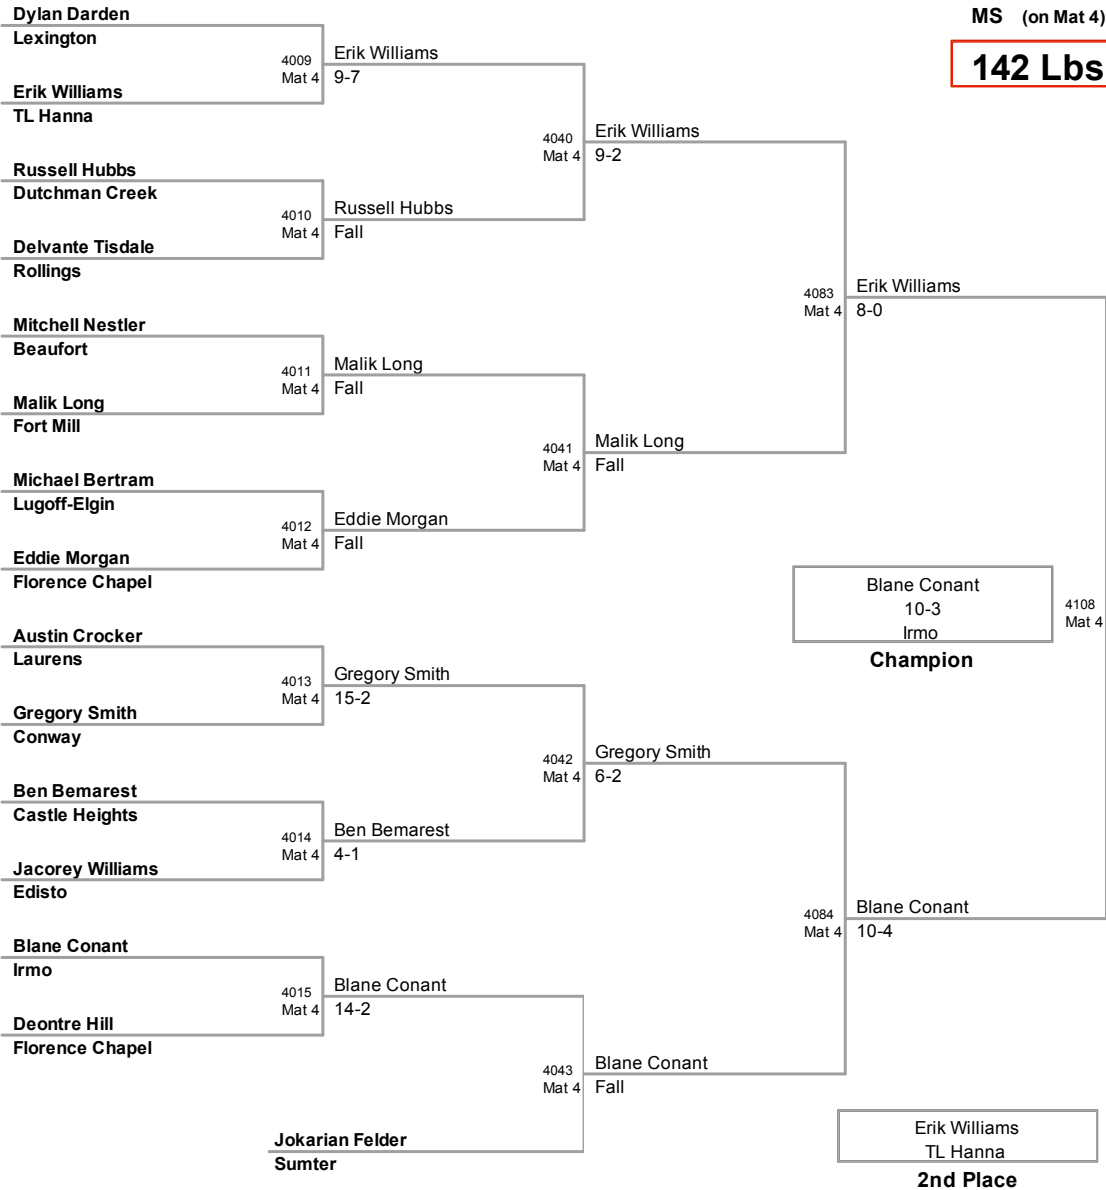 Dylan Darden
Lexington
MS (on Mat 4)
142 Lbs
4009
Mat 4
Erik Williams
9-7
Erik Williams
TL Hanna
4040
Mat 4
Erik Williams
9-2
Russell Hubbs
Dutchman Creek
4010
Mat 4
Russell Hubbs
Fall
Delvante Tisdale
Rollings
4083
Mat 4
Erik Williams
8-0
Mitchell Nestler
Beaufort
4011
Mat 4
Malik Long
Fall
Malik Long
Fort Mill
4041
Mat 4
Malik Long
Fall
Michael Bertram
Lugoff-Elgin
4012
Mat 4
Eddie Morgan
Fall
Eddie Morgan
Florence Chapel
Blane Conant
10-3
Irmo
Champion
4108
Mat 4
Austin Crocker
Laurens
4013
Mat 4
Gregory Smith
15-2
Gregory Smith
Conway
4042
Mat 4
Gregory Smith
6-2
Ben Bemarest
Castle Heights
4014
Mat 4
Ben Bemarest
4-1
Jacorey Williams
Edisto
4084
Mat 4
Blane Conant
10-4
Blane Conant
Irmo
4015
Mat 4
Blane Conant
14-2
Deontre Hill
Florence Chapel
4043
Mat 4
Blane Conant
Fall
Jokarian Felder
Sumter
Erik Williams
TL Hanna
2nd Place